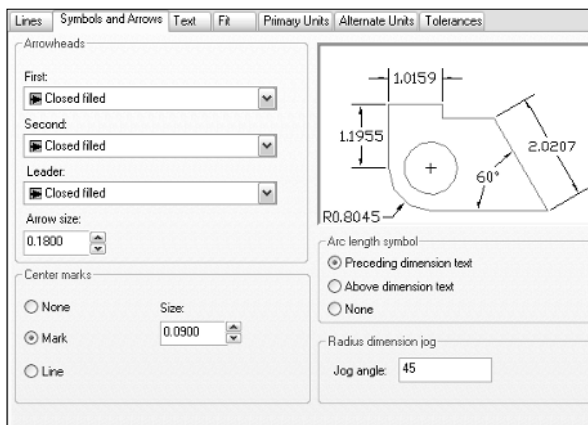 Lines Symbols and Arrows Text Fit Primary Units Alternate Units Tolerances
Arrowheads
First:
Closed filled
Second:
Closed filled
Leader:
Closed filled
Arrow size:
0.1800
Center marks
None
Mark
Line
Size:
0.0900
1.0159
1.1955
2.0207
60°
R0.8045
Arc length symbol
Preceding dimension text
Above dimension text
None
Radius dimension jog
Jog angle: 45